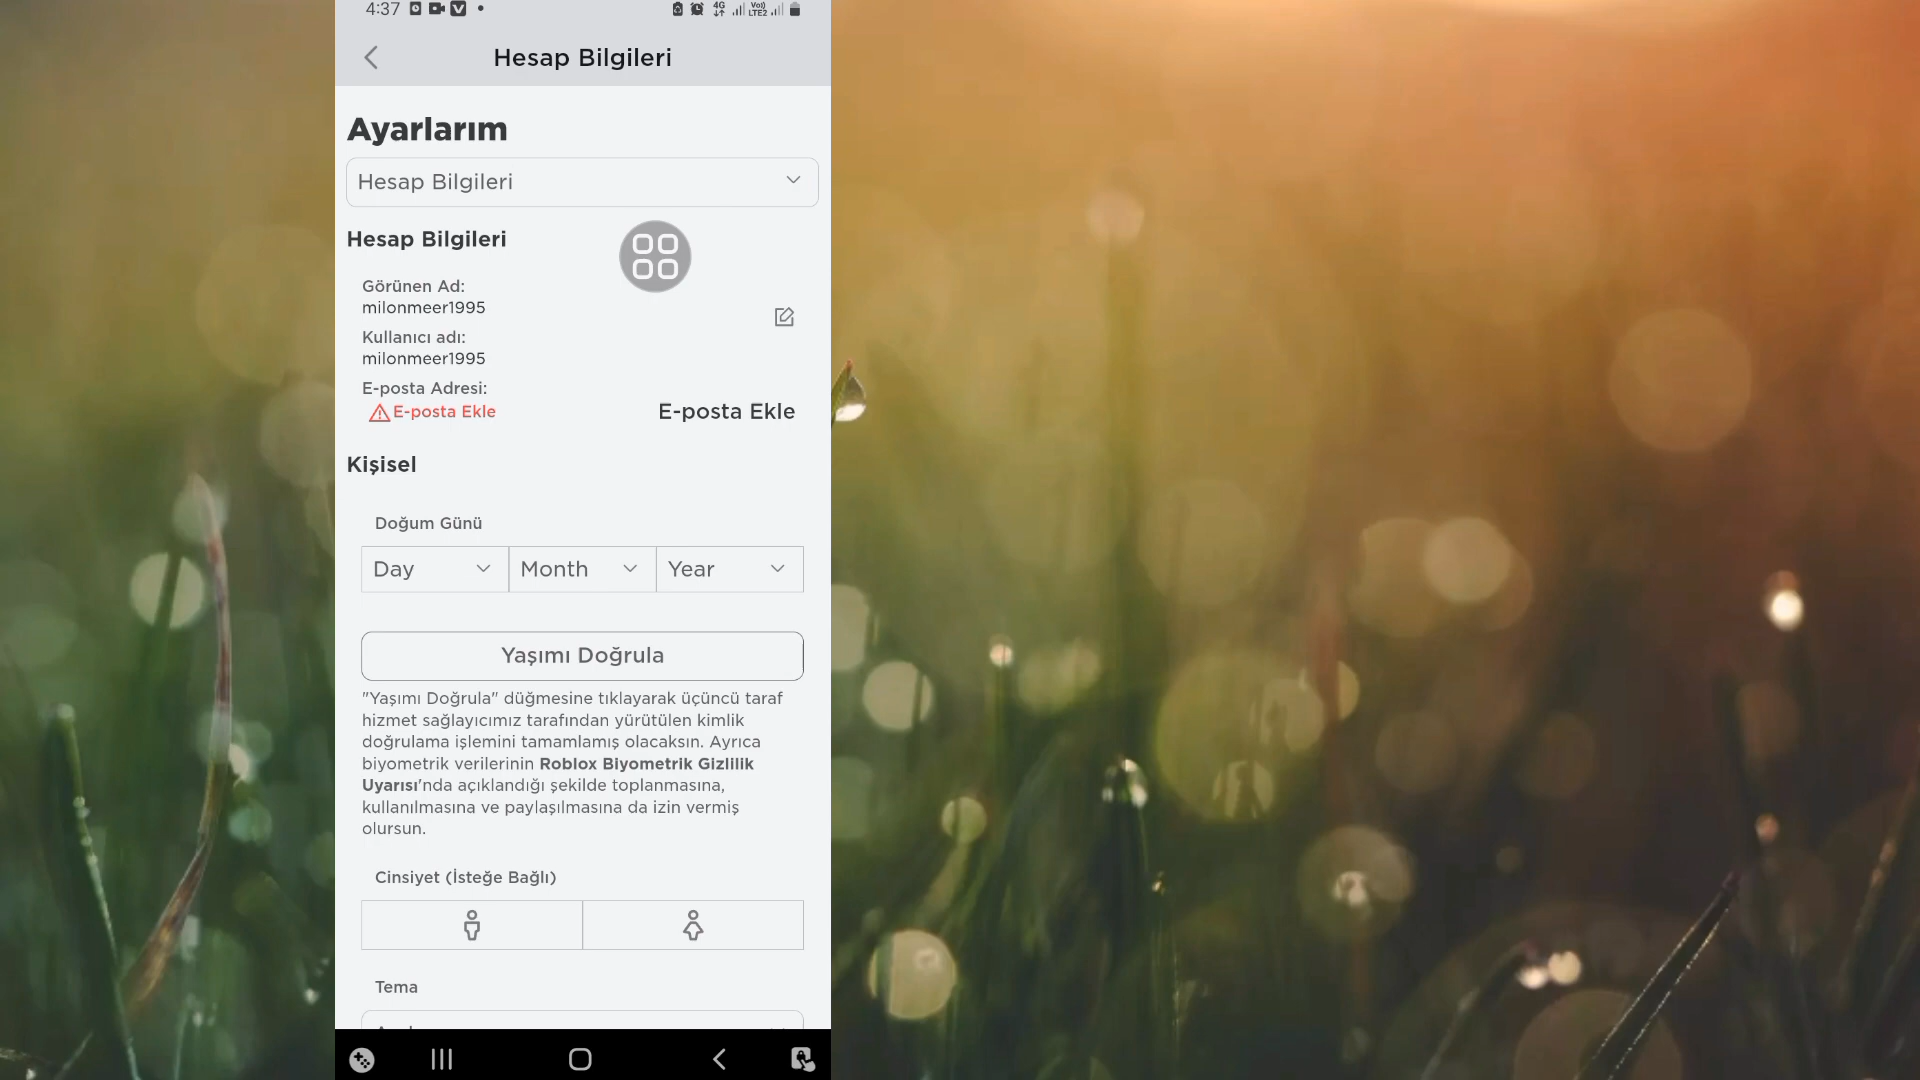 4:37
4G
Vo))
LTE2
Hesap Bilgileri
Ayarlarım
Hesap Bilgileri
Hesap Bilgileri
Görünen Ad:
milonmeer1995
Kullanıcı adı:
milonmeer1995
E-posta Adresi:
E-posta Ekle
E-posta Ekle
Kişisel
Doğum Günü
Day Month Year
Yaşımı Doğrula
"Yaşımı Doğrula" düğmesine tıklayarak üçüncü taraf
hizmet sağlayıcımız tarafından yürütülen kimlik
doğrulama işlemini tamamlamış olacaksın. Ayrıca
biyometrik verilerinin Roblox Biyometrik Gizlilik
Uyarısı'nda açıklandığı şekilde toplanmasına,
kullanılmasına ve paylaşılmasına da izin vermiş
olursun.
Cinsiyet (İsteğe Bağlı)
Tema